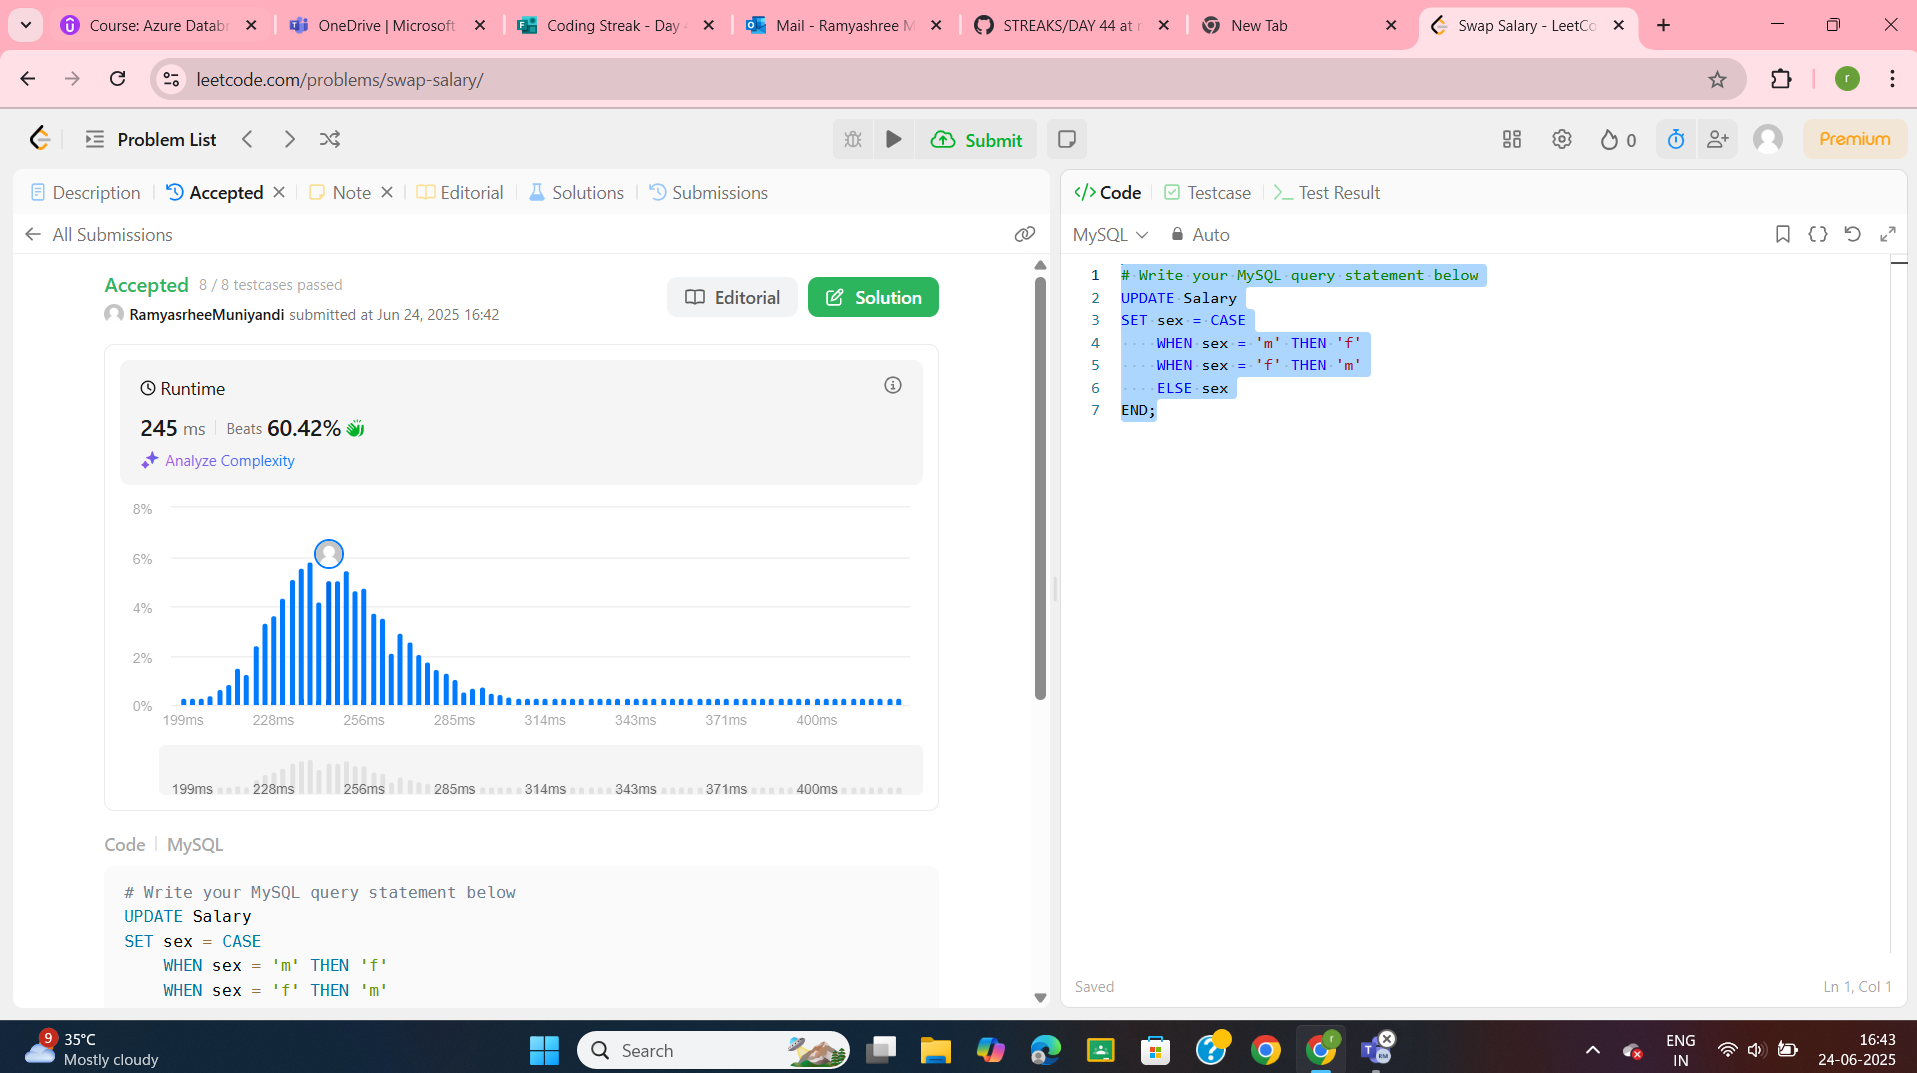 Course: Azure Databr
OneDrive | Microsoft
Coding Streak - Day
Mail - Ramyashree M
STREAKS/DAY 44 at r
New Tab
Swap Salary - LeetCo
leetcode.com/problems/swap-salary/
r
Problem List
Submit
0
Premium
Description
Accepted
Note
Editorial
Solutions
Submissions
</> Code
Testcase
Test Result
All Submissions
MySQL
Auto
Accepted 8 / 8 testcases passed
RamyasrheeMuniyandi submitted at Jun 24, 2025 16:42
Editorial
Solution
Runtime
245 ms Beats 60.42%
Analyze Complexity
8%
6%
4%
2%
0%
199ms 228ms 256ms 285ms 314ms 343ms 371ms 400ms
199ms 228ms 256ms 285ms 314ms 343ms 371ms 400ms
Code MySQL
# Write your MySQL query statement below
UPDATE Salary
SET sex = CASE
WHEN sex = 'm' THEN 'f'
WHEN sex = 'f' THEN 'm'
1 # Write your MySQL query statement below
2 UPDATE Salary
3 SET sex = CASE
4 WHEN sex = 'm' THEN 'f'
5 WHEN sex = 'f' THEN 'm'
6 ELSE sex
7 END;
Saved
Ln 1, Col 1
9
35°C
Mostly cloudy
Search
ENG
IN
16:43
24-06-2025